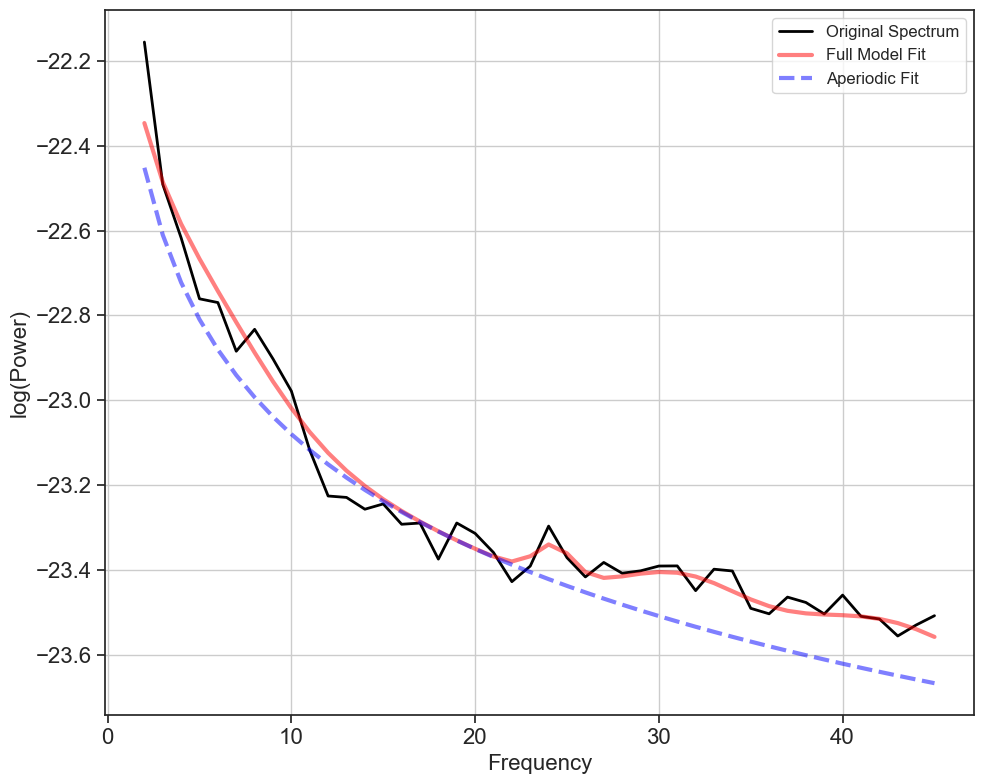 Original Spectrum
Full Model Fit
Aperiodic Fit
log(Power)
−22.2
−22.4
−22.6
−22.8
−23.0
−23.2
−23.4
−23.6
0 10 20 30 40
Frequency